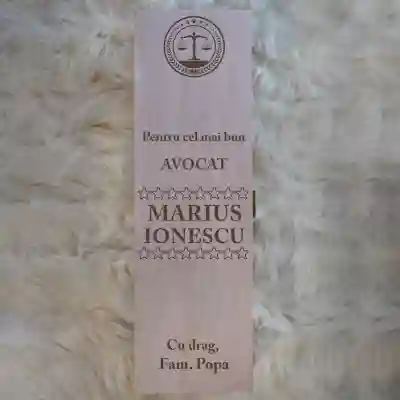 Pentru cel mai bun
AVOCAT
MARIUS
IONESCU
Cu drag,
Fam. Popa